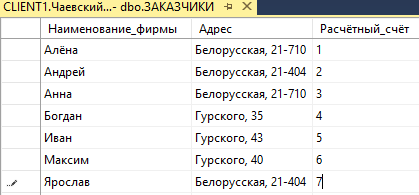 CLIENT1.Чаевский...- dbo.ЗАКАЗЧИКИ
Наименование_фирмы Адрес Расчётный_счёт
Алёна Белорусская, 21-710 1
Андрей Белорусская, 21-404 2
Анна Белорусская, 21-710 3
Богдан Гурского, 35 4
Иван Гурского, 43 5
Максим Гурского, 40 6
Ярослав Белорусская, 21-404 7